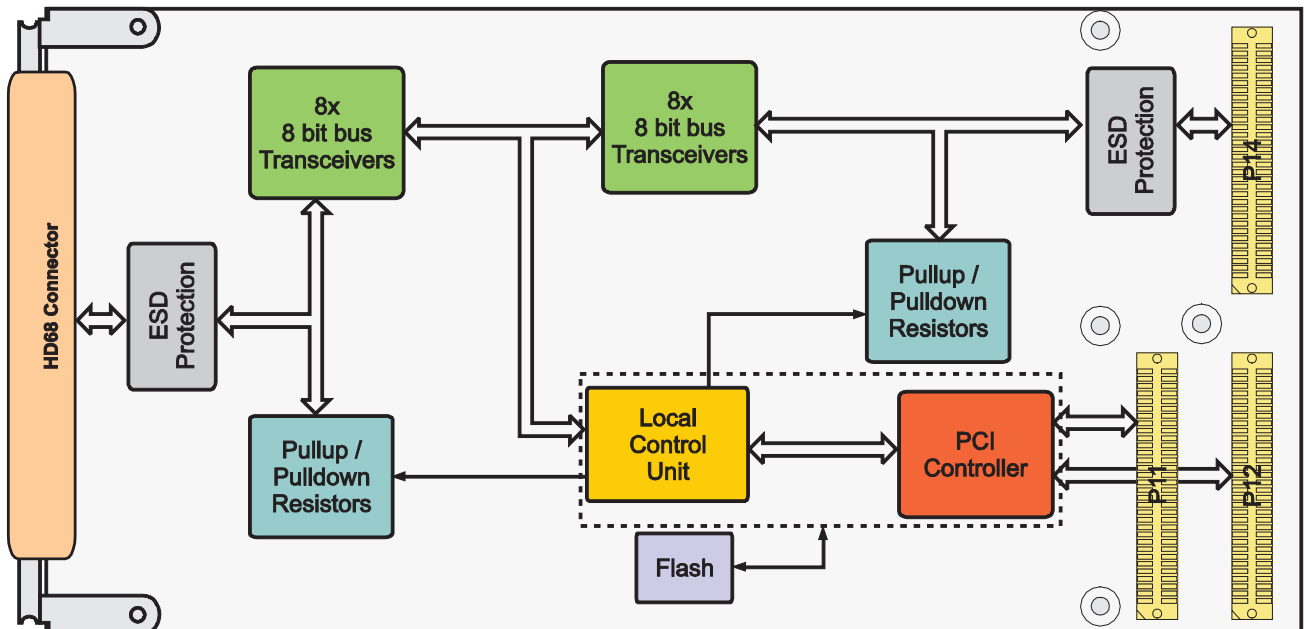 8x
8 bit bus
Transceivers
8x
8 bit bus
Transceivers
ESD
Protection
P14
HD68 Connector
ESD
Protection
Pullup /
Pulldown
Resistors
Pullup /
Pulldown
Resistors
Local
Control
Unit
PCI
Controller
P11
P12
Flash